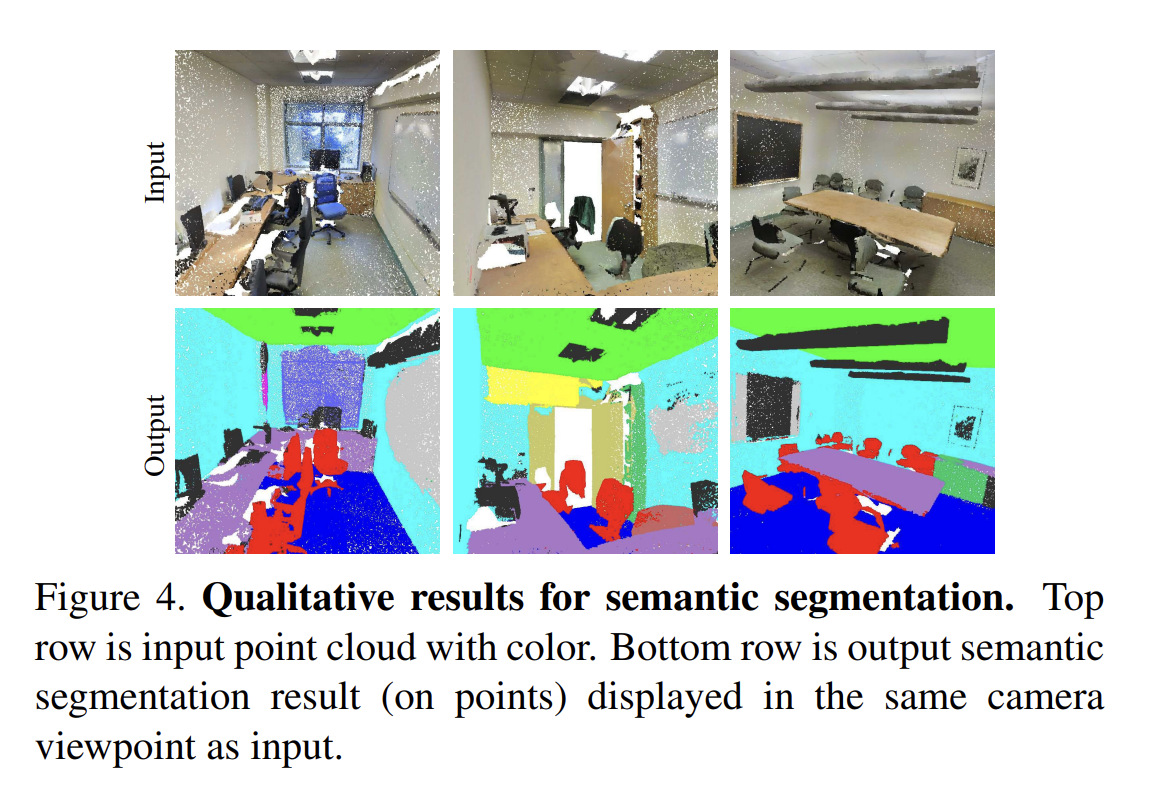 Input
Output
Figure 4. Qualitative results for semantic segmentation. Top
row is input point cloud with color. Bottom row is output semantic
segmentation result (on points) displayed in the same camera
viewpoint as input.